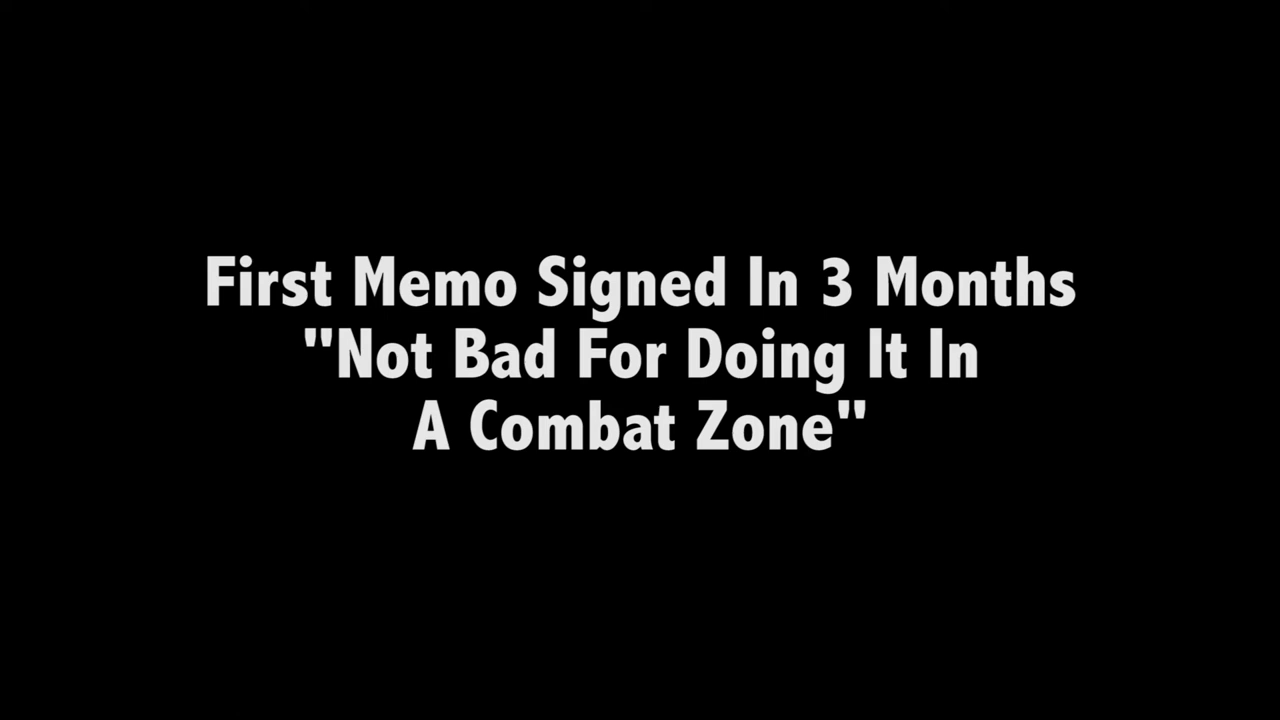 First Memo Signed In 3 Months
"Not Bad For Doing It In
A Combat Zone"